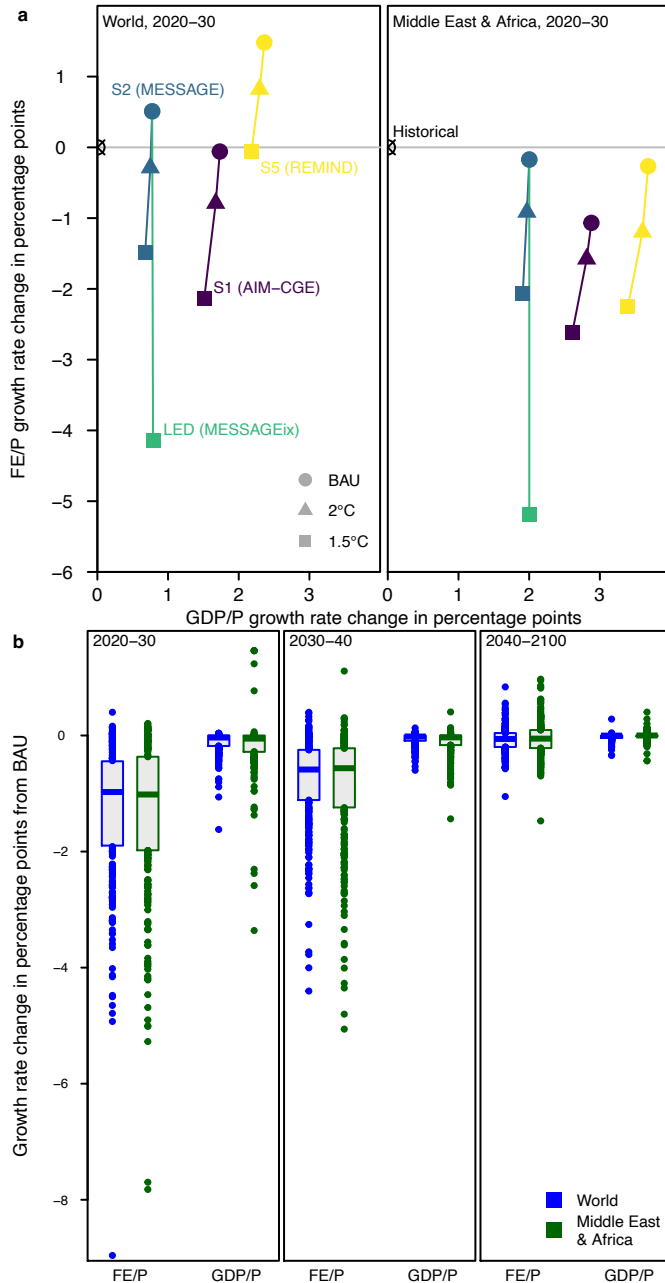 a
World, 2020−30
Middle East & Africa, 2020−30
FE/P growth rate change in percentage points
1
0
−1
−2
−3
−4
−5
−6
S2 (MESSAGE)
S5 (REMIND)
S1 (AIM−CGE)
LED (MESSAGEix)
Historical
BAU
2°C
1.5°C
0 1 2 3
0 1 2 3
GDP/P growth rate change in percentage points
b
2020−30
2030−40
2040−2100
Growth rate change in percentage points from BAU
0
−2
−4
−6
−8
World
Middle East
& Africa
FE/P GDP/P FE/P GDP/P FE/P GDP/P